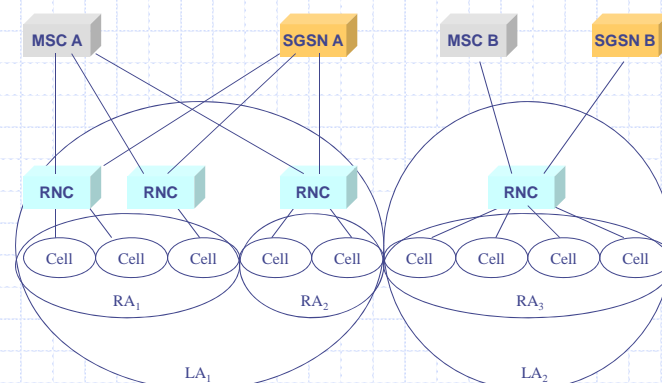 MSC A SGSN A MSC B SGSN B
RNC RNC RNC RNC
Cell Cell Cell Cell Cell Cell Cell Cell Cell
RA1 RA2 RA3
LA1 LA2